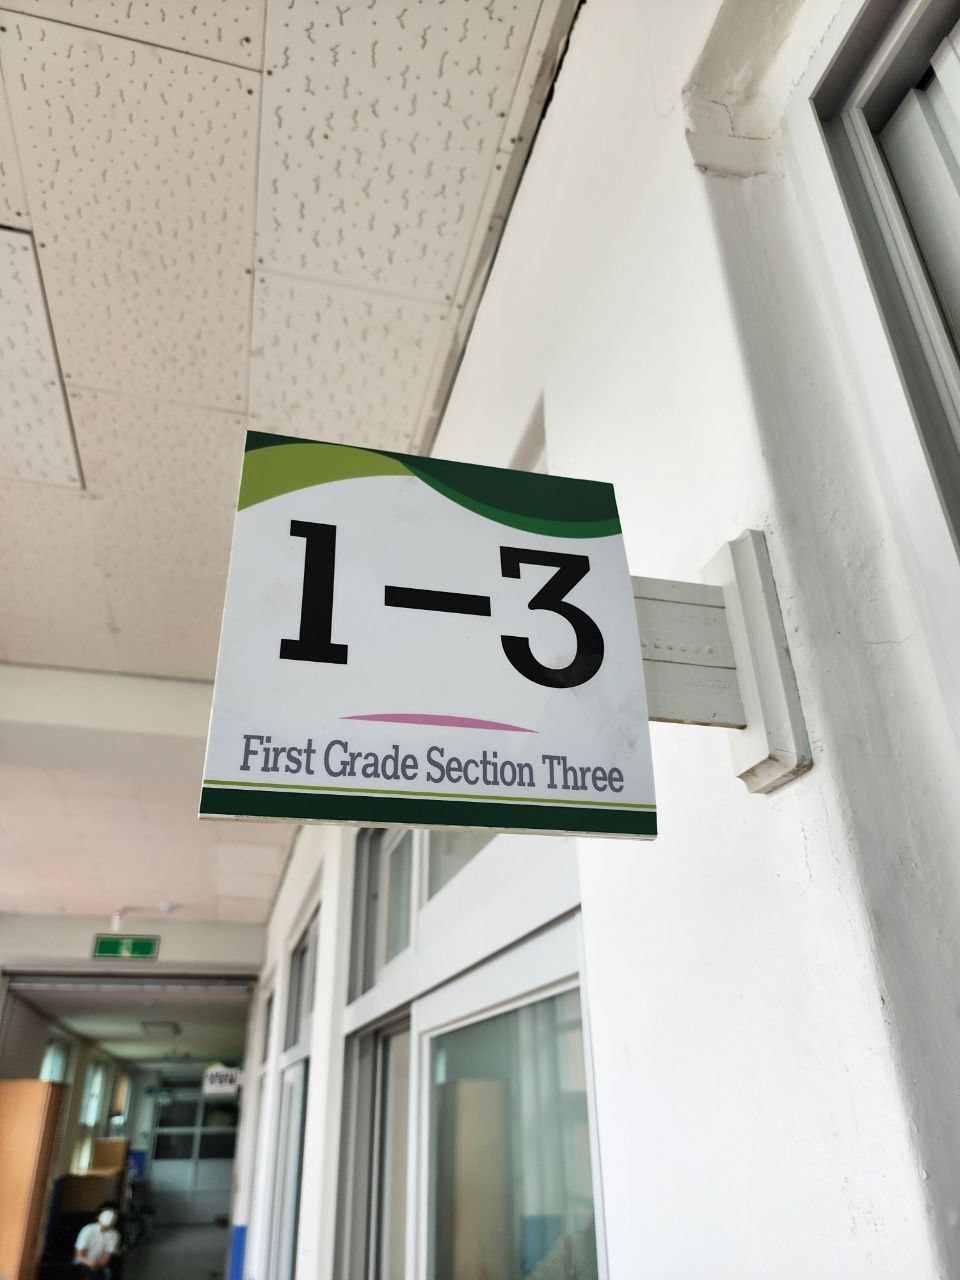 1-3
First Grade Section Three